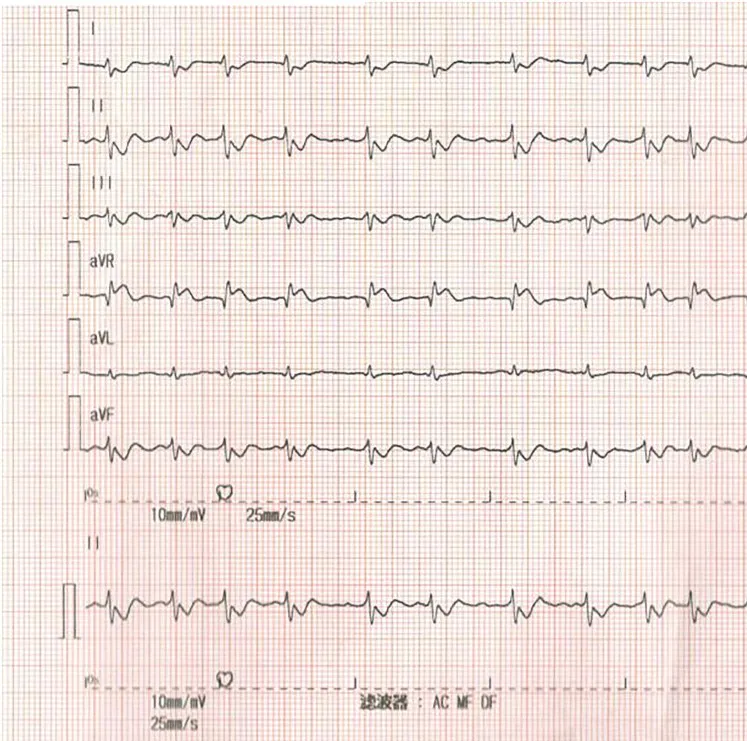 I
II
III
aVR
aVL
aVF
10mm/mV 25mm/s
II
10mm/mV 滤波器 : AC MF DF
25mm/s